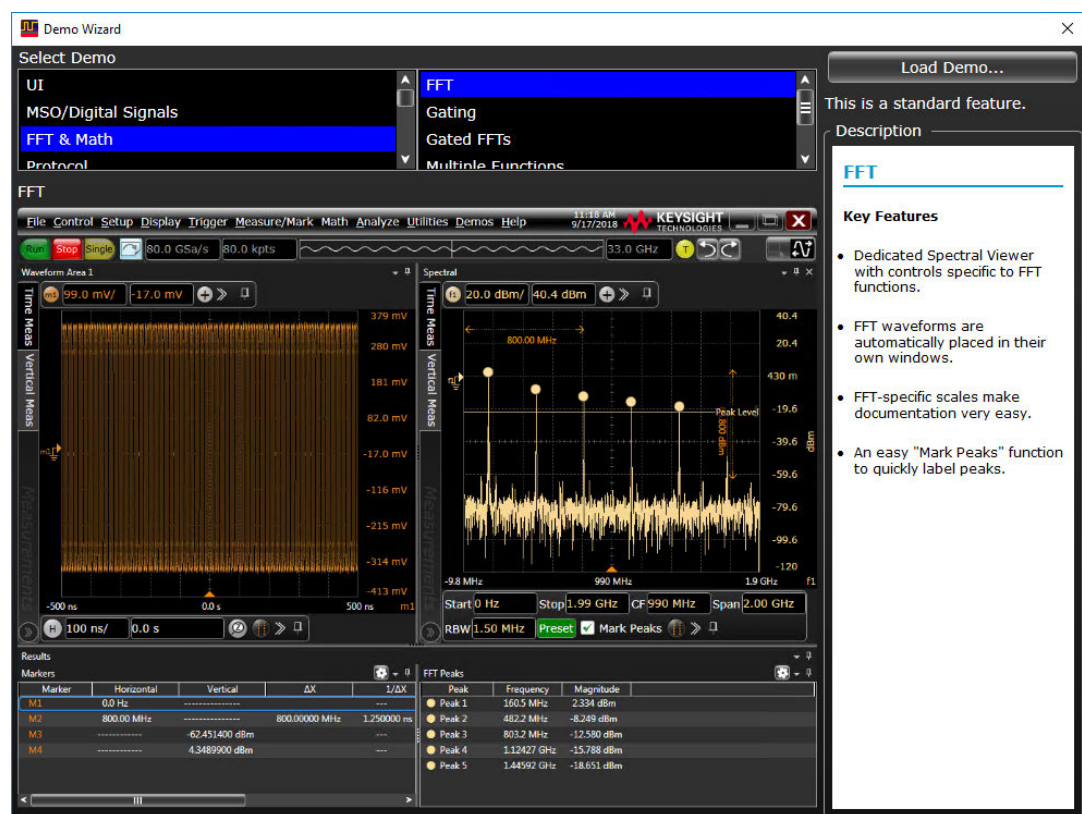 Demo Wizard
Select Demo
UI
MSO/Digital Signals
FFT & Math
Protocol
FFT
Gating
Gated FFTs
Multiple Functions
Load Demo...
This is a standard feature.
Description
FFT
Key Features
• Dedicated Spectral Viewer
with controls specific to FFT
functions.
• FFT waveforms are
automatically placed in their
own windows.
• FFT-specific scales make
documentation very easy.
• An easy "Mark Peaks" function
to quickly label peaks.
FFT
File Control Setup Display Trigger Measure/Mark Math Analyze Utilities Demos Help
11:18 AM
9/17/2018
KEYSIGHT
TECHNOLOGIES
Run Stop Single 80.0 GSa/s 80.0 kpts 33.0 GHz T
Waveform Area 1
Time Meas
Vertical Meas
Measurements
m1 99.0 mV/ -17.0 mV
379 mV
280 mV
181 mV
82.0 mV
-17.0 mV
-116 mV
-215 mV
-314 mV
-413 mV
-500 ns 0.0 s 500 ns m1
H 100 ns/ 0.0 s
Spectral
Time Meas
Vertical Meas
Measurements
f1 20.0 dBm/ 40.4 dBm
800.00 MHz
Peak Level
40.4
20.4
430 m
-19.6
-39.6
-59.6
-79.6
-99.6
-120
dBm
-9.8 MHz 990 MHz 1.9 GHz f1
Start 0 Hz Stop 1.99 GHz CF 990 MHz Span 2.00 GHz
RBW 1.50 MHz Preset Mark Peaks
Results
Markers
Marker Horizontal Vertical ΔX 1/ΔX
M1 0.0 Hz --------------- ---
M2 800.00 MHz --------------- 800.00000 MHz 1.250000 ns
M3 ------------ -62.451400 dBm ---
M4 ------------ 4.3489900 dBm ---
FFT Peaks
Peak Frequency Magnitude
Peak 1 160.5 MHz 2.334 dBm
Peak 2 482.2 MHz -8.249 dBm
Peak 3 803.2 MHz -12.580 dBm
Peak 4 1.12427 GHz -15.788 dBm
Peak 5 1.44592 GHz -18.651 dBm